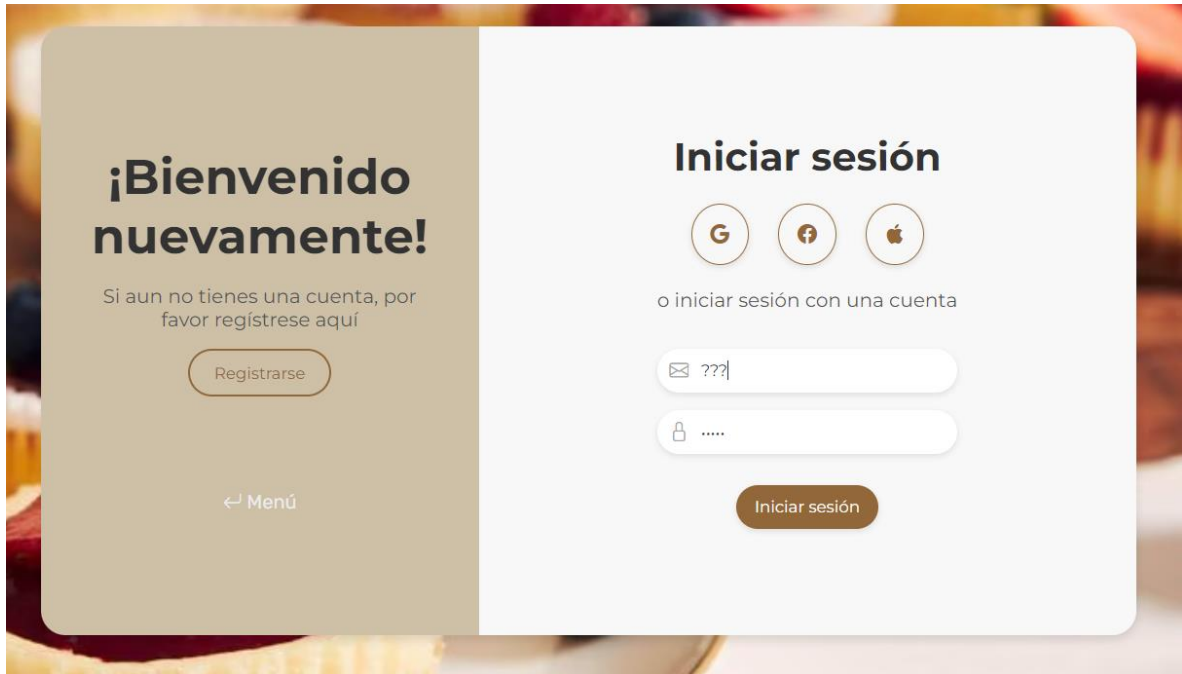 ¡Bienvenido
nuevamente!
Si aun no tienes una cuenta, por
favor regístrese aquí
Registrarse
Menú
Iniciar sesión
G
o iniciar sesión con una cuenta
???
.....
Iniciar sesión